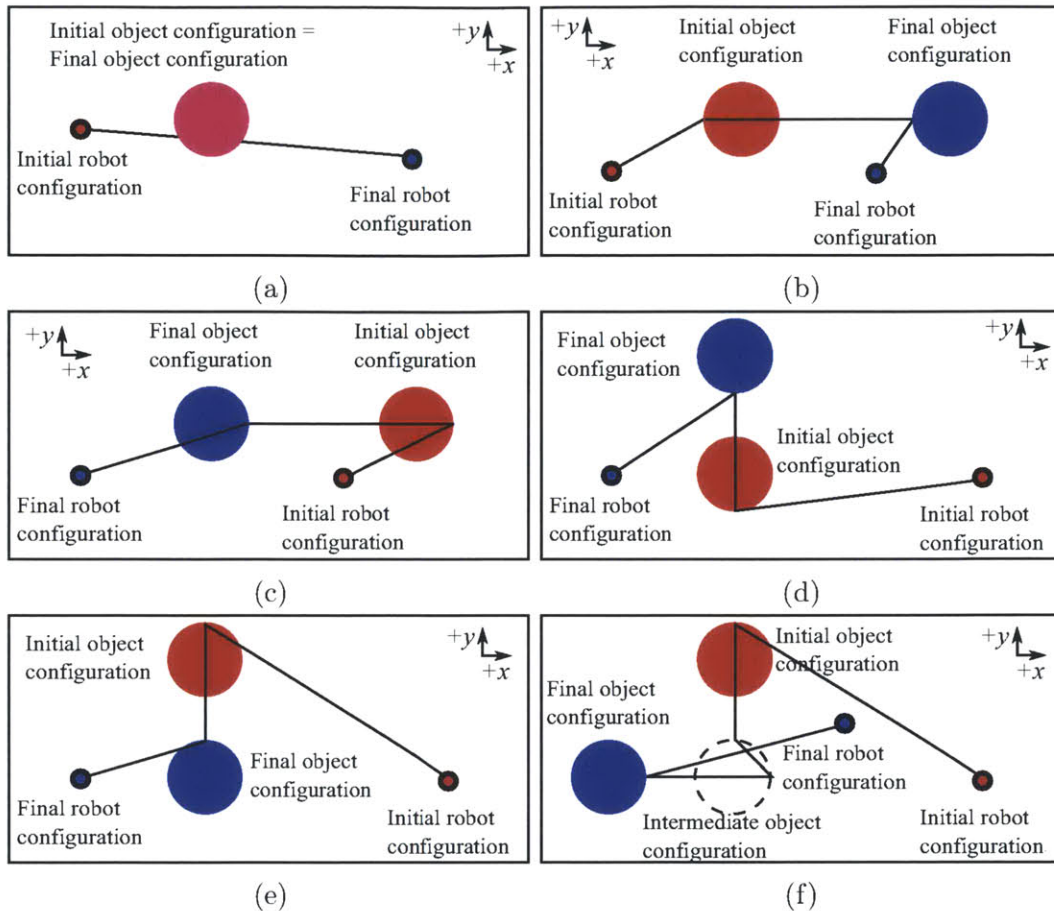 Initial object configuration =
Final object configuration
+y
+x
Initial robot
configuration
Final robot
configuration
(a)
+y
+x
Initial object
configuration
Final object
configuration
Initial robot
configuration
Final robot
configuration
(b)
+y
+x
Final object
configuration
Initial object
configuration
Final robot
configuration
Initial robot
configuration
(c)
Final object
configuration
+y
+x
Initial object
configuration
Final robot
configuration
Initial robot
configuration
(d)
Initial object
configuration
+y
+x
Final object
configuration
Final robot
configuration
Initial robot
configuration
(e)
Initial object
configuration
+y
+x
Final object
configuration
Final robot
configuration
Intermediate object
configuration
Initial robot
configuration
(f)